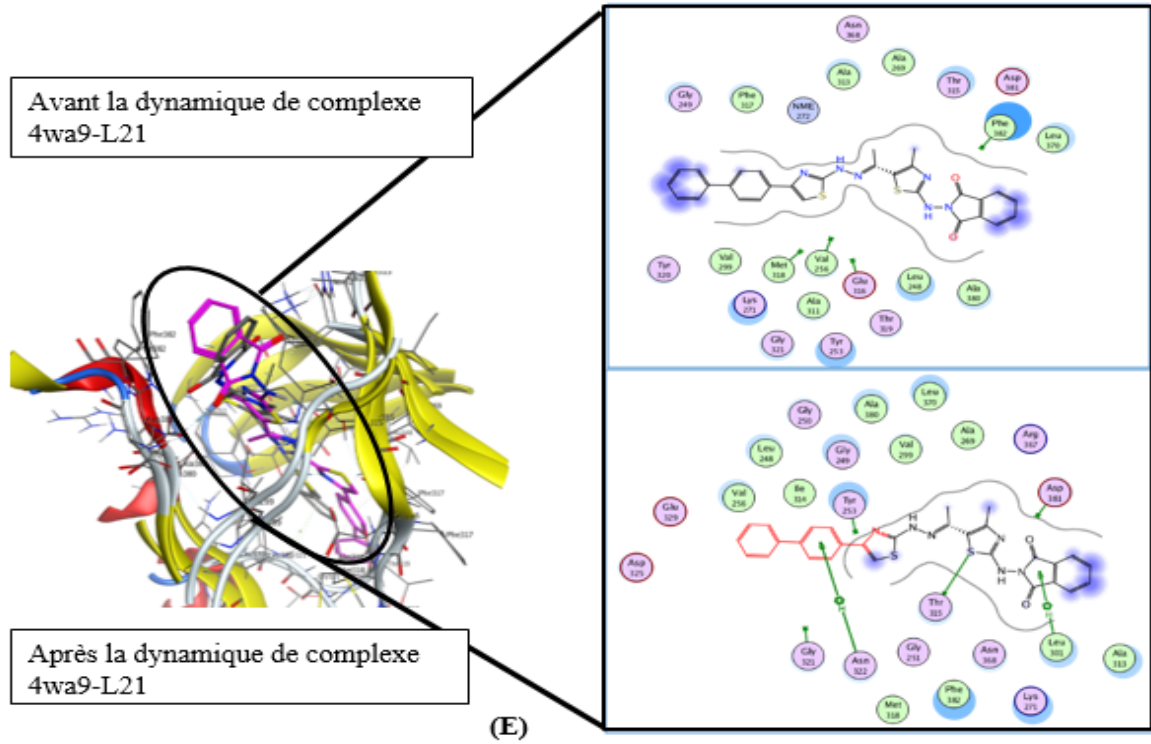 Avant la dynamique de complexe
4wa9-L21
Asn
368
Ala
313
Ala
269
Thr
315
Asp
381
Gly
249
Phe
317
NME
272
Phe
382
Leu
370
H
N
N
N
S
N
S
N
H
N
O
O
Tyr
320
Val
299
Met
318
Val
256
Glu
316
Leu
248
Ala
380
Lys
271
Ala
311
Thr
319
Gly
321
Tyr
253
Phe382
Phe317
Phe317
Gly
250
Ala
380
Leu
370
Leu
248
Gly
249
Val
299
Ala
269
Arg
367
Val
256
Ile
314
Tyr
253
Asp
381
Glu
329
Asp
325
H
N
N
N
S
N
S
N
H
N
O
O
H
H
Thr
315
Gly
321
Asn
322
Gly
251
Asn
368
Leu
301
Ala
313
Met
318
Phe
382
Lys
271
Après la dynamique de complexe
4wa9-L21
(E)